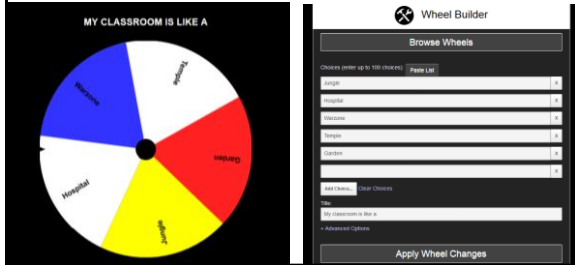 MY CLASSROOM IS LIKE A
Temple
Warzone
Garden
Hospital
Jungle
Wheel Builder
Browse Wheels
Choices (enter up to 100 choices) Paste List
Jungle x
Hospital x
Warzone x
Temple x
Garden x
x
Add Choice... Clear Choices
Title:
My classroom is like a
+ Advanced Options
Apply Wheel Changes